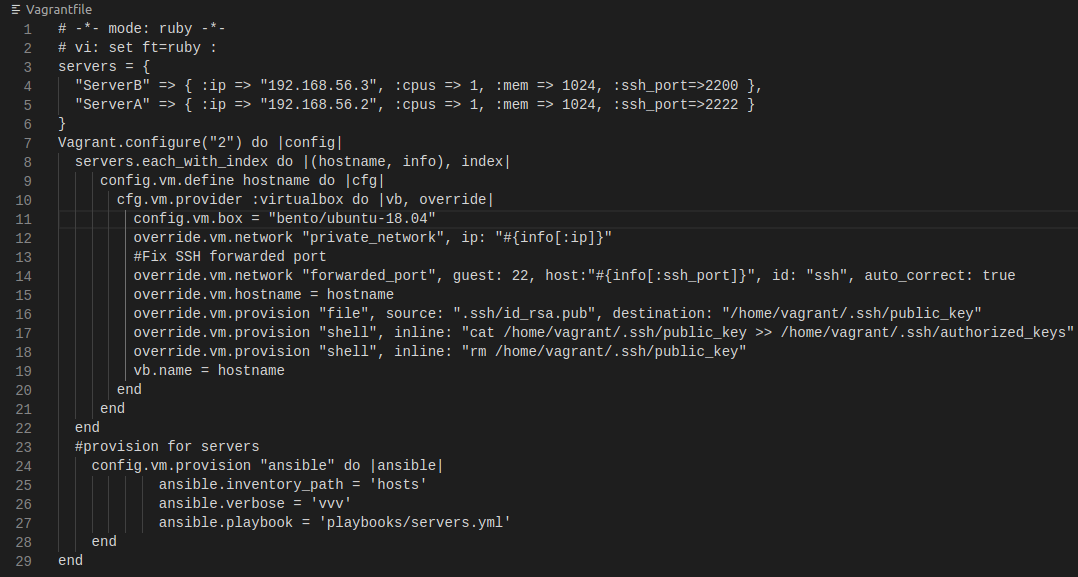 Vagrantfile
1 # -*- mode: ruby -*-
2 # vi: set ft=ruby :
3 servers = {
4   "ServerB" => { :ip => "192.168.56.3", :cpus => 1, :mem => 1024, :ssh_port=>2200 },
5   "ServerA" => { :ip => "192.168.56.2", :cpus => 1, :mem => 1024, :ssh_port=>2222 }
6 }
7 Vagrant.configure("2") do |config|
8   servers.each_with_index do |(hostname, info), index|
9     config.vm.define hostname do |cfg|
10       cfg.vm.provider :virtualbox do |vb, override|
11         config.vm.box = "bento/ubuntu-18.04"
12         override.vm.network "private_network", ip: "#{info[:ip]}"
13         #Fix SSH forwarded port
14         override.vm.network "forwarded_port", guest: 22, host:"#{info[:ssh_port]}", id: "ssh", auto_correct: true
15         override.vm.hostname = hostname
16         override.vm.provision "file", source: ".ssh/id_rsa.pub", destination: "/home/vagrant/.ssh/public_key"
17         override.vm.provision "shell", inline: "cat /home/vagrant/.ssh/public_key >> /home/vagrant/.ssh/authorized_keys"
18         override.vm.provision "shell", inline: "rm /home/vagrant/.ssh/public_key"
19         vb.name = hostname
20       end
21     end
22   end
23   #provision for servers
24     config.vm.provision "ansible" do |ansible|
25             ansible.inventory_path = 'hosts'
26             ansible.verbose = 'vvv'
27             ansible.playbook = 'playbooks/servers.yml'
28     end
29 end